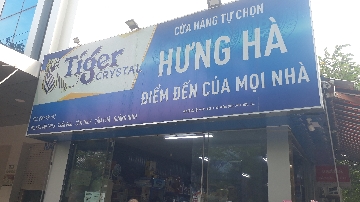 Tiger
CRYSTAL
CỬA HÀNG TỰ CHỌN
HƯNG HÀ
ĐIỂM ĐẾN CỦA MỌI NHÀ